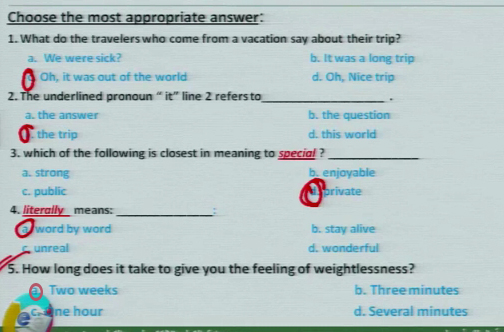 Choose the most appropriate answer:
1. What do the travelers who come from a vacation say about their trip?
a. We were sick? b. It was a long trip
Oh, it was out of the world d. Oh, Nice trip
2. The underlined pronoun " it" line 2 refers to__________________ .
a. the answer b. the question
the trip d. this world
3. which of the following is closest in meaning to special ? ______________
a. strong b. enjoyable
c. public d. private
4. literally means: ______________:
a. word by word b. stay alive
c. unreal d. wonderful
5. How long does it take to give you the feeling of weightlessness?
a. Two weeks b. Three minutes
ne hour d. Several minutes